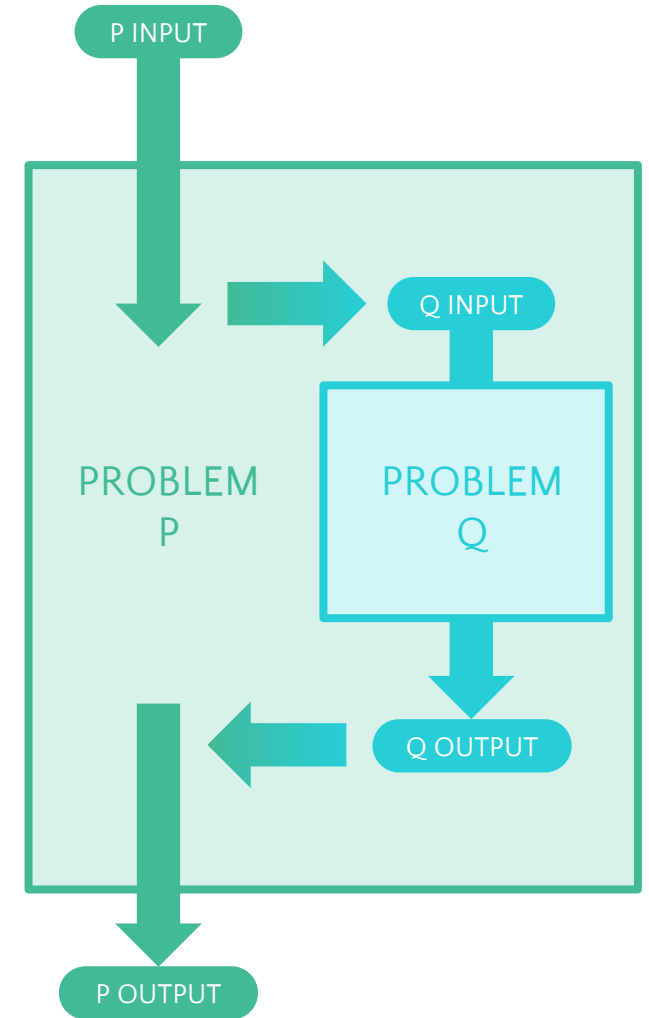 P INPUT
Q INPUT
PROBLEM
P
PROBLEM
Q
Q OUTPUT
P OUTPUT